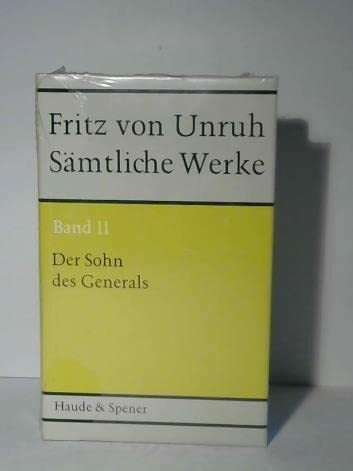 Fritz von Unruh
Sämtliche Werke
Band 11
Der Sohn
des Generals
Haude & Spener